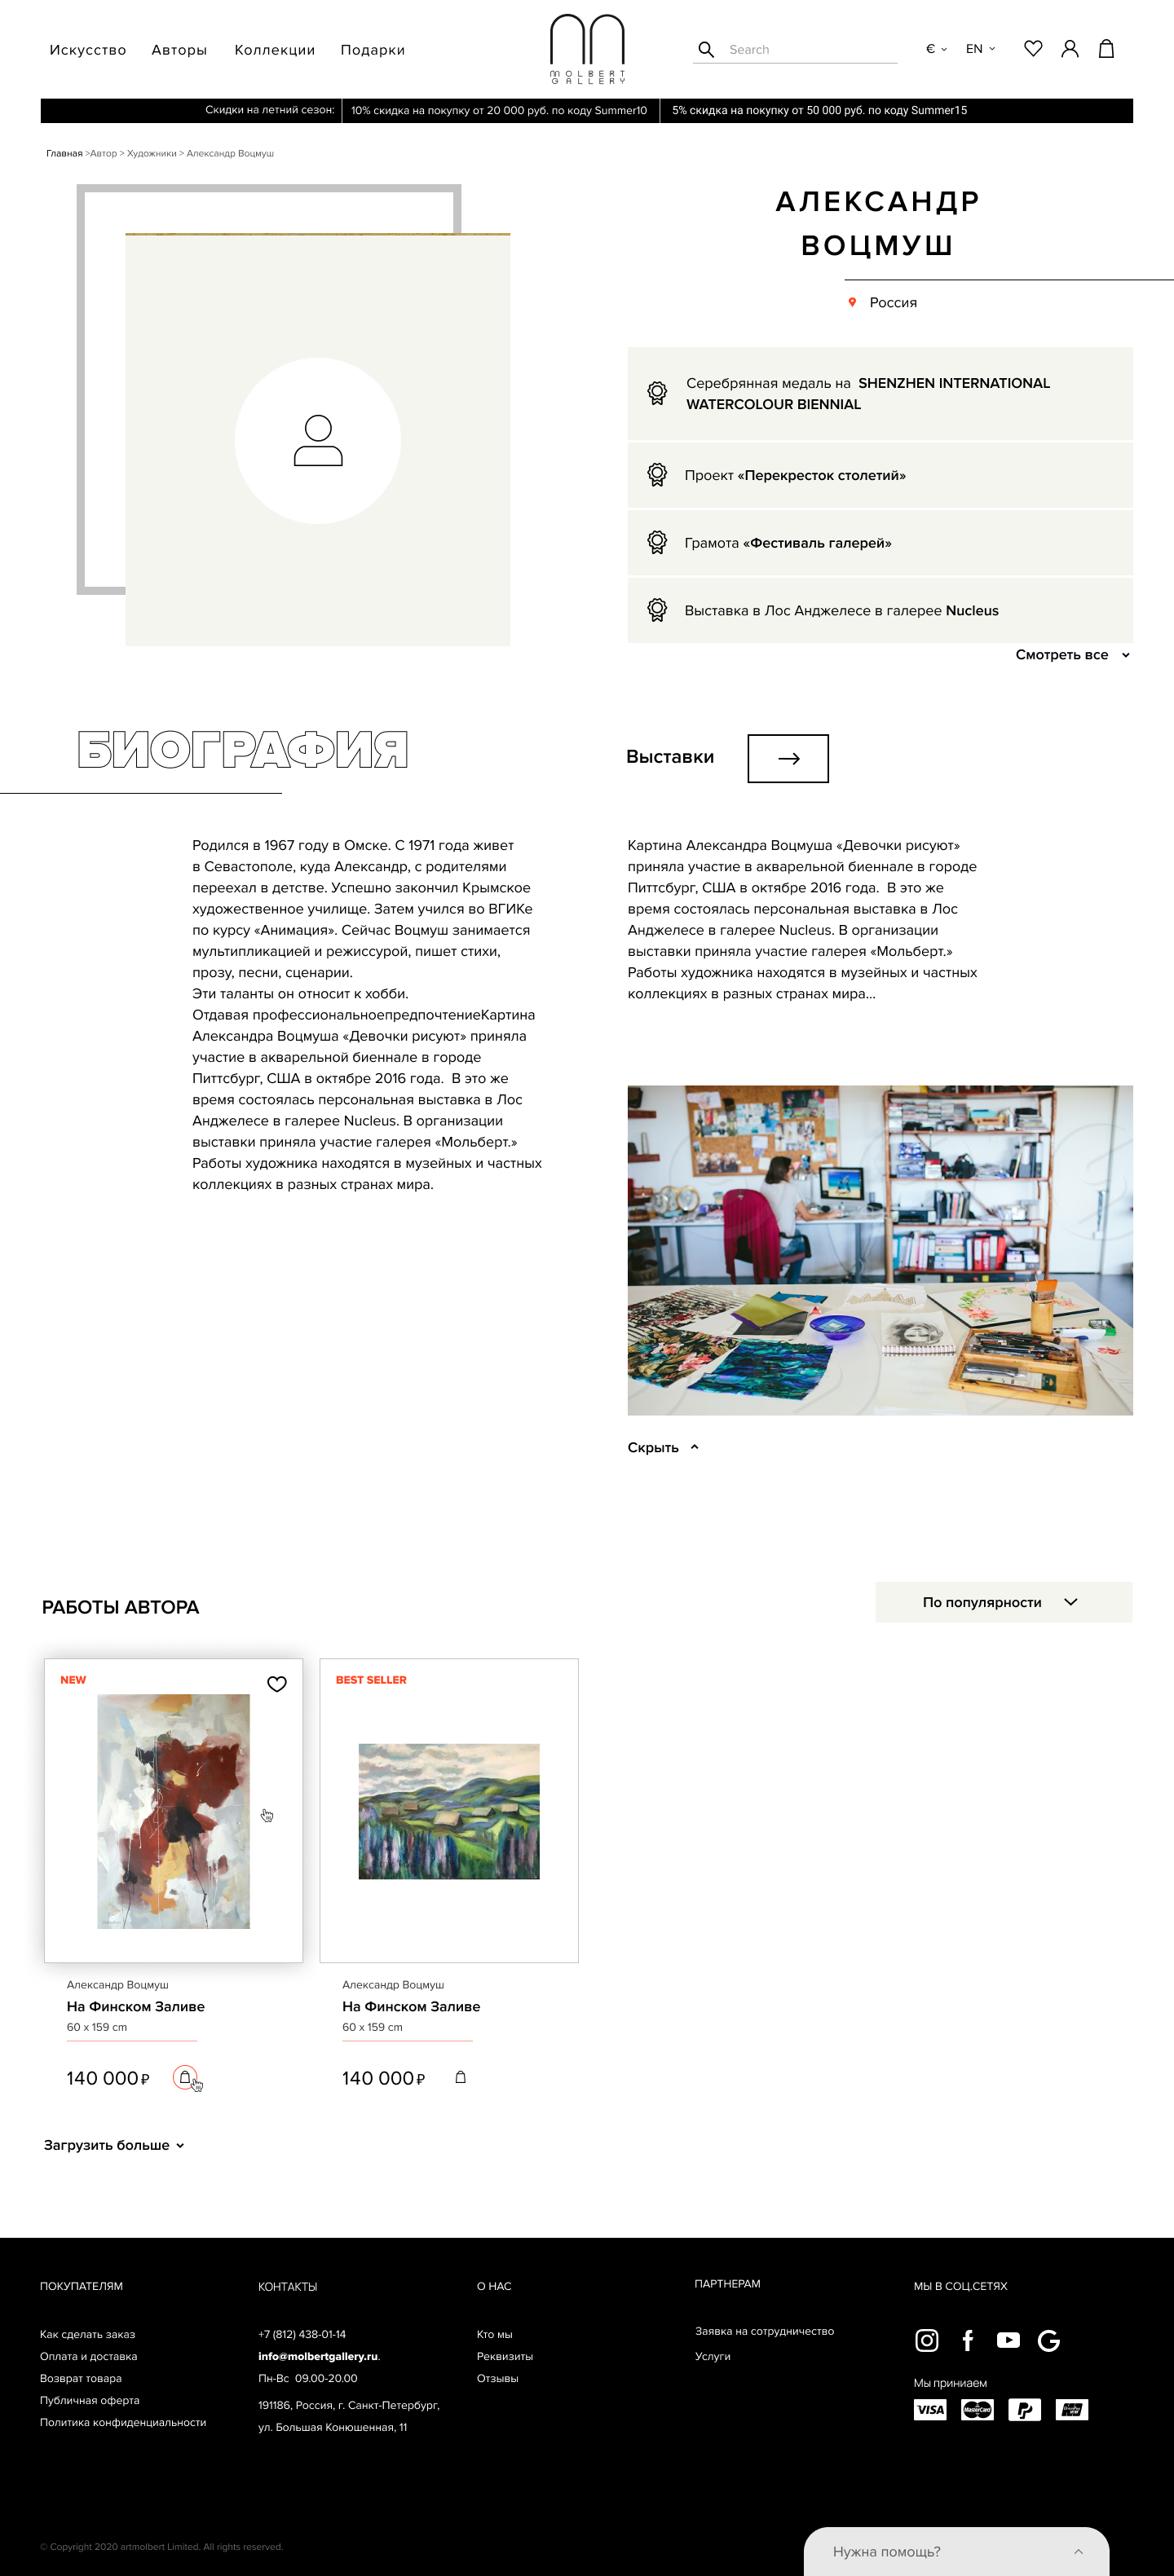 Искусство
Авторы
Коллекции
Подарки
MOLBERT
GALLERY
Search
€
EN
Скидки на летний сезон:
10% скидка на покупку от 20 000 руб. по коду Summer10
5% скидка на покупку от 50 000 руб. по коду Summer15
Главная >Автор > Художники > Александр Воцмуш
АЛЕКСАНДР
ВОЦМУШ
Россия
Серебрянная медаль на SHENZHEN INTERNATIONAL
WATERCOLOUR BIENNIAL
Проект «Перекресток столетий»
Грамота «Фестиваль галерей»
Выставка в Лос Анджелесе в галерее Nucleus
Смотреть все
БИОГРАФИЯ
Родился в 1967 году в Омске. С 1971 года живет
в Севастополе, куда Александр, с родителями
переехал в детстве. Успешно закончил Крымское
художественное училище. Затем учился во ВГИКе
по курсу «Анимация». Сейчас Воцмуш занимается
мультипликацией и режиссурой, пишет стихи,
прозу, песни, сценарии.
Эти таланты он относит к хобби.
Отдавая профессиональноепредпочтениеКартина
Александра Воцмуша «Девочки рисуют» приняла
участие в акварельной биеннале в городе
Питтсбург, США в октябре 2016 года.  В это же
время состоялась персональная выставка в Лос
Анджелесе в галерее Nucleus. В организации
выставки приняла участие галерея «Мольберт.»
Работы художника находятся в музейных и частных
коллекциях в разных странах мира.
Выставки
Картина Александра Воцмуша «Девочки рисуют»
приняла участие в акварельной биеннале в городе
Питтсбург, США в октябре 2016 года.  В это же
время состоялась персональная выставка в Лос
Анджелесе в галерее Nucleus. В организации
выставки приняла участие галерея «Мольберт.»
Работы художника находятся в музейных и частных
коллекциях в разных странах мира...
Скрыть
РАБОТЫ АВТОРА
По популярности
NEW
Александр Воцмуш
На Финском Заливе
60 x 159 cm
140 000 ₽
BEST SELLER
Александр Воцмуш
На Финском Заливе
60 x 159 cm
140 000 ₽
Загрузить больше
ПОКУПАТЕЛЯМ
Как сделать заказ
Оплата и доставка
Возврат товара
Публичная оферта
Политика конфиденциальности
КОНТАКТЫ
+7 (812) 438-01-14
info@molbertgallery.ru.
Пн-Вс  09.00-20.00
191186, Россия, г. Санкт-Петербург,
ул. Большая Конюшенная, 11
О НАС
Кто мы
Реквизиты
Отзывы
ПАРТНЕРАМ
Заявка на сотрудничество
Услуги
МЫ В СОЦ.СЕТЯХ
Мы приниаем
VISA
MasterCard
© Copyright 2020 artmolbert Limited. All rights reserved.
Нужна помощь?